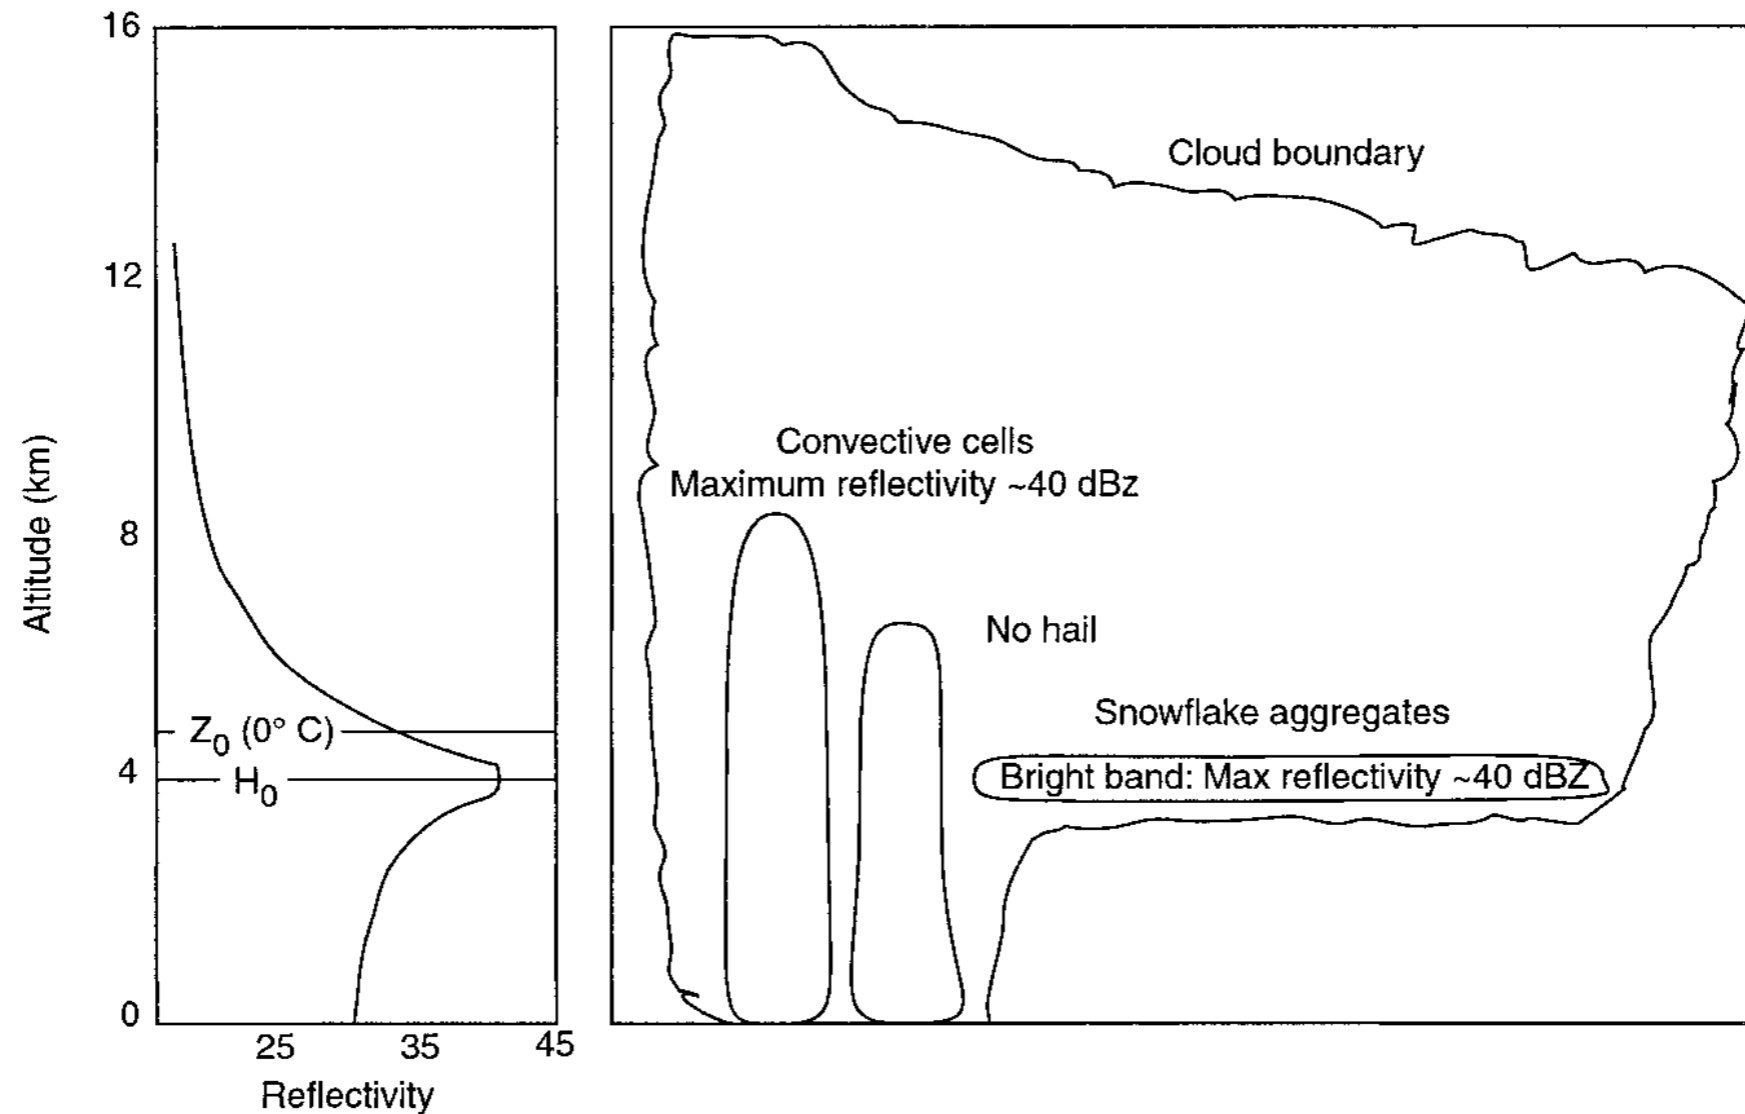 16
12
8
4
0
Altitude (km)
Z0 (0° C)
H0
25 35 45
Reflectivity
Cloud boundary
Convective cells
Maximum reflectivity ~40 dBz
No hail
Snowflake aggregates
Bright band: Max reflectivity ~40 dBZ